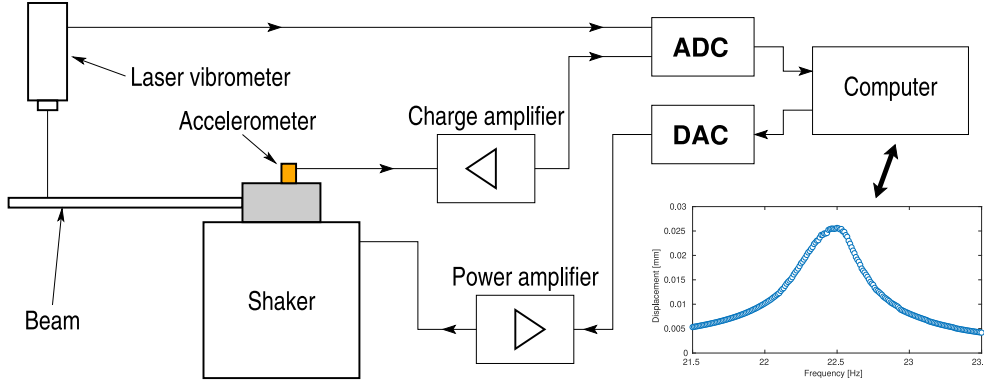 ADC
Laser vibrometer
Computer
Charge amplifier
Accelerometer
DAC
Power amplifier
Shaker
Beam
0.03
0.025
0.02
0.015
0.01
0.005
0
Displacement [mm]
21.5 22 22.5 23 23.
Frequency [Hz]